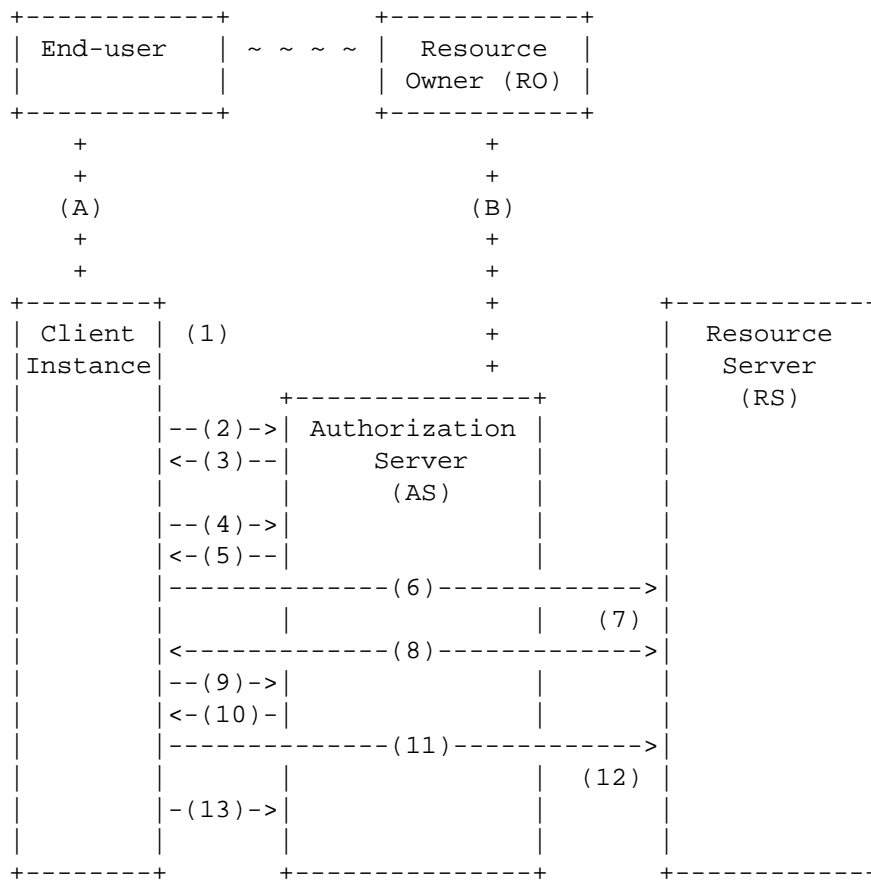 +------------+         +------------+
| End-user   | ~ ~ ~ ~ |  Resource  |
|            |         | Owner (RO) |
+------------+         +------------+
    +                         +
    +                         +
   (A)                       (B)
    +                         +
    +                         +
+--------+                    +          +------------
| Client | (1)                +          |  Resource
|Instance|                    +          |   Server
|        |       +---------------+       |    (RS)
|        |--(2)->| Authorization |       |
|        |<-(3)--|     Server    |       |
|        |       |      (AS)     |       |
|        |--(4)->|               |       |
|        |<-(5)--|               |       |
|        |-------------(6)-------------->|
|        |       |               |  (7)  |
|        |<------------(8)-------------->|
|        |--(9)->|               |       |
|        |<-(10)-|               |       |
|        |-------------(11)------------->|
|        |       |               | (12)  |
|        |-(13)->|               |       |
|        |       |               |       |
+--------+       +---------------+       +------------